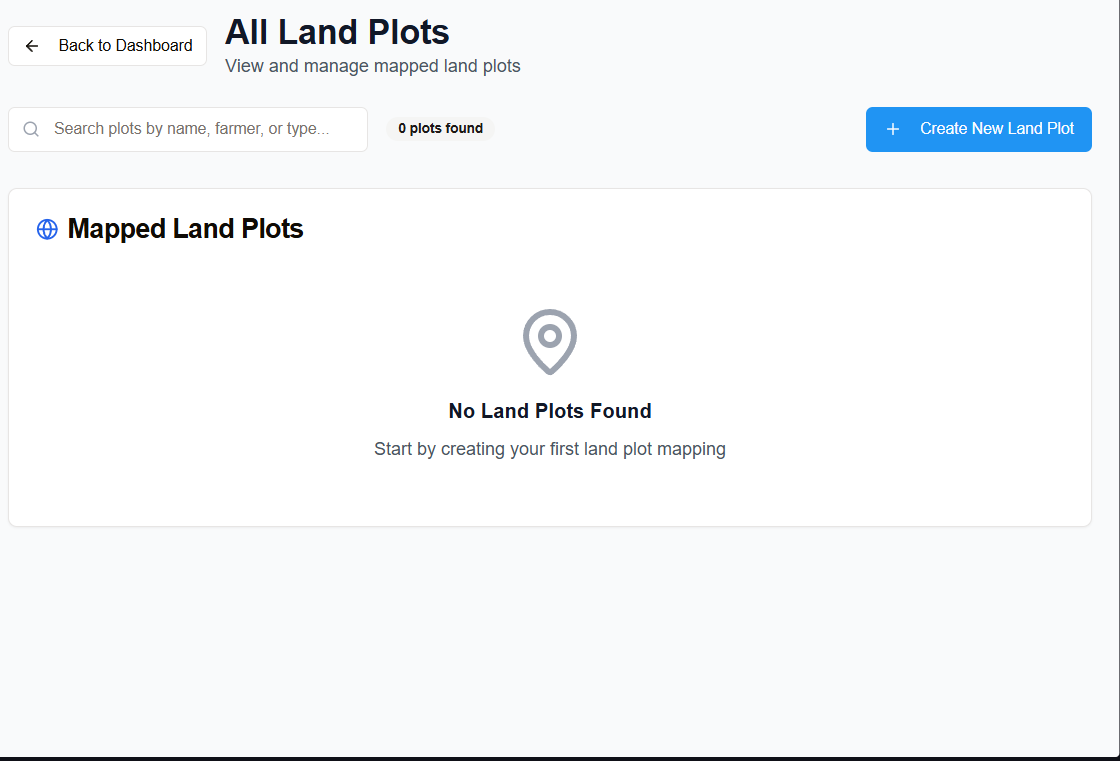 Back to Dashboard
All Land Plots
View and manage mapped land plots
Search plots by name, farmer, or type...
0 plots found
Create New Land Plot
Mapped Land Plots
No Land Plots Found
Start by creating your first land plot mapping